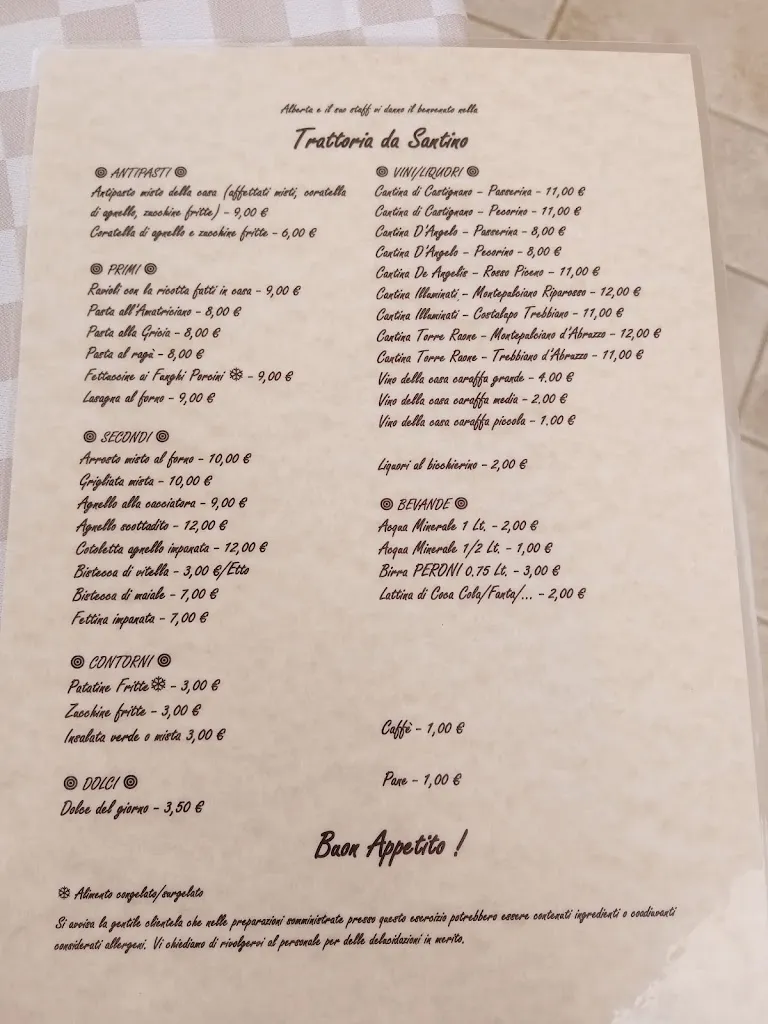 Alberta e il suo staff vi danno il benvenuto nella
Trattoria da Santino
ANTIPASTI
Antipasto misto della casa (affettati misti, coratella
di agnello, zucchine fritte) - 9,00 €
Coratella di agnello e zucchine fritte - 6,00 €
PRIMI
Ravioli con la ricotta fatti in casa - 9,00 €
Pasta all'Amatriciana - 8,00 €
Pasta alla Gricia - 8,00 €
Pasta al ragù - 8,00 €
Fettuccine ai Funghi Porcini ❄ - 9,00 €
Lasagna al forno - 9,00 €
SECONDI
Arrosto misto al forno - 10,00 €
Grigliata mista - 10,00 €
Agnello alla cacciatora - 9,00 €
Agnello scottadito - 12,00 €
Cotoletta agnello impanata - 12,00 €
Bistecca di vitella - 3,00 €/Etto
Bistecca di maiale - 7,00 €
Fettina impanata - 7,00 €
CONTORNI
Patatine Fritte❄ - 3,00 €
Zucchine fritte - 3,00 €
Insalata verde o mista 3,00 €
DOLCI
Dolce del giorno - 3,50 €
VINI/LIQUORI
Cantina di Castignano - Passerina - 11,00 €
Cantina di Castignano - Pecorino - 11,00 €
Cantina D'Angelo - Passerina - 8,00 €
Cantina D'Angelo - Pecorino - 8,00 €
Cantina De Angelis - Rosso Piceno - 11,00 €
Cantina Illuminati - Montepulciano Riparosso - 12,00 €
Cantina Illuminati - Costalupo Trebbiano - 11,00 €
Cantina Torre Raone - Montepulciano d'Abruzzo - 12,00 €
Cantina Torre Raone - Trebbiano d'Abruzzo - 11,00 €
Vino della casa caraffa grande - 4.00 €
Vino della casa caraffa media - 2.00 €
Vino della casa caraffa piccola - 1.00 €
Liquori al bicchierino - 2,00 €
BEVANDE
Acqua Minerale 1 Lt. - 2,00 €
Acqua Minerale 1/2 Lt. - 1,00 €
Birra PERONI 0.75 Lt. - 3,00 €
Lattina di Coca Cola/Fanta/... - 2,00 €
Caffè - 1,00 €
Pane - 1,00 €
Buon Appetito !
❄ Alimento congelato/surgelato
Si avvisa la gentile clientela che nelle preparazioni somministrate presso questo esercizio potrebbero essere contenuti ingredienti o coadiuvanti
considerati allergeni. Vi chiediamo di rivolgervi al personale per delle delucidazioni in merito.